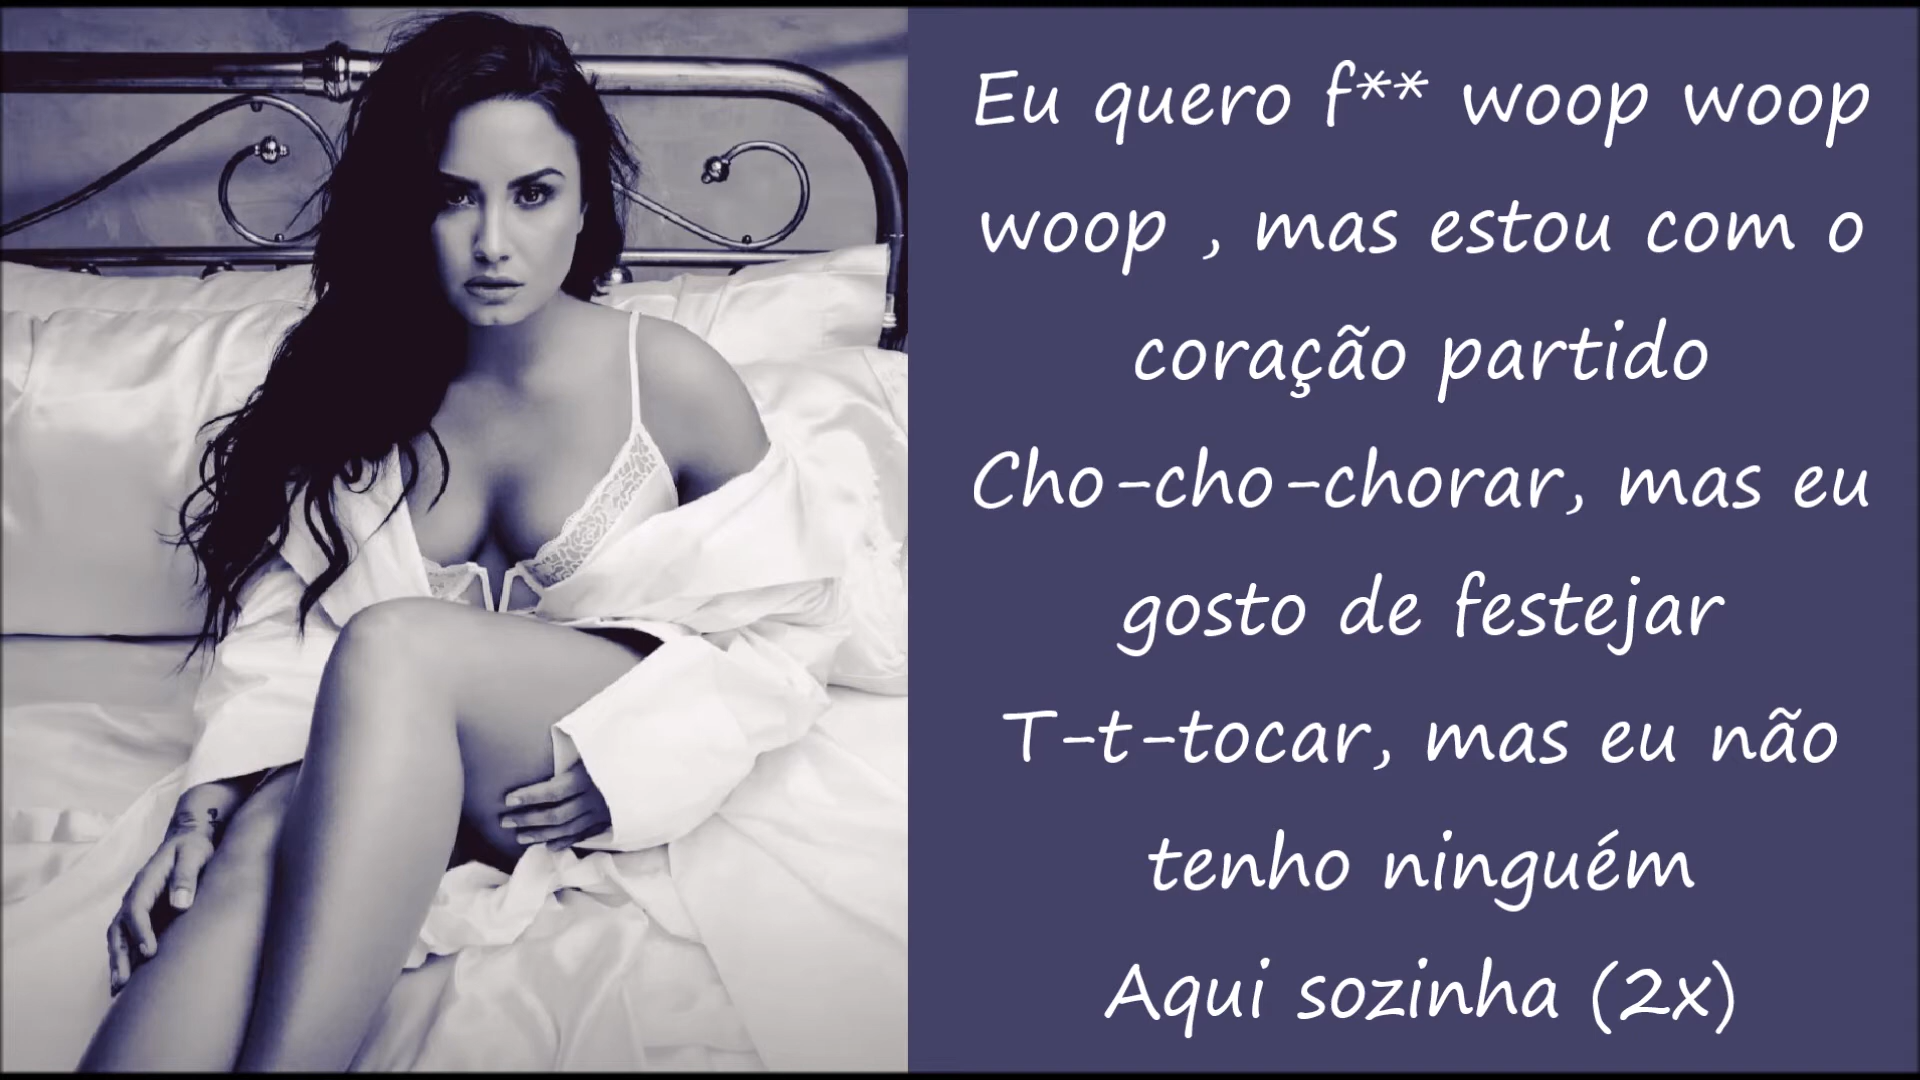 Eu quero f** woop woop
woop , mas estou com o
coração partido
Cho-cho-chorar, mas eu
gosto de festejar
T-t-tocar, mas eu não
tenho ninguém
Aqui sozinha (2x)